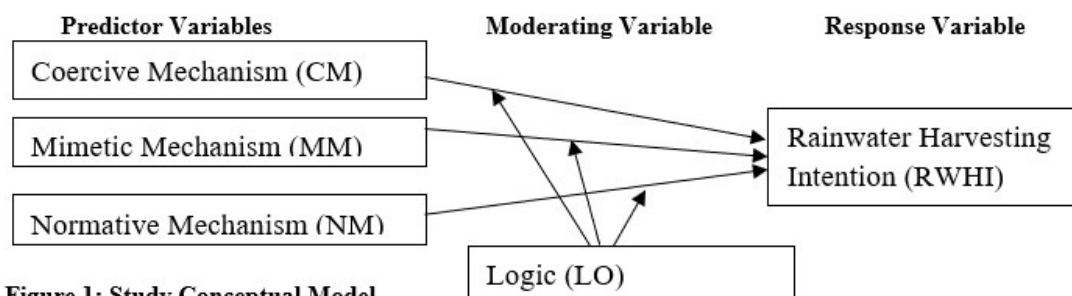 Predictor Variables
Moderating Variable
Response Variable
Coercive Mechanism (CM)
Mimetic Mechanism (MM)
Normative Mechanism (NM)
Rainwater Harvesting
Intention (RWHI)
Logic (LO)
Figure 1: Study Conceptual Model